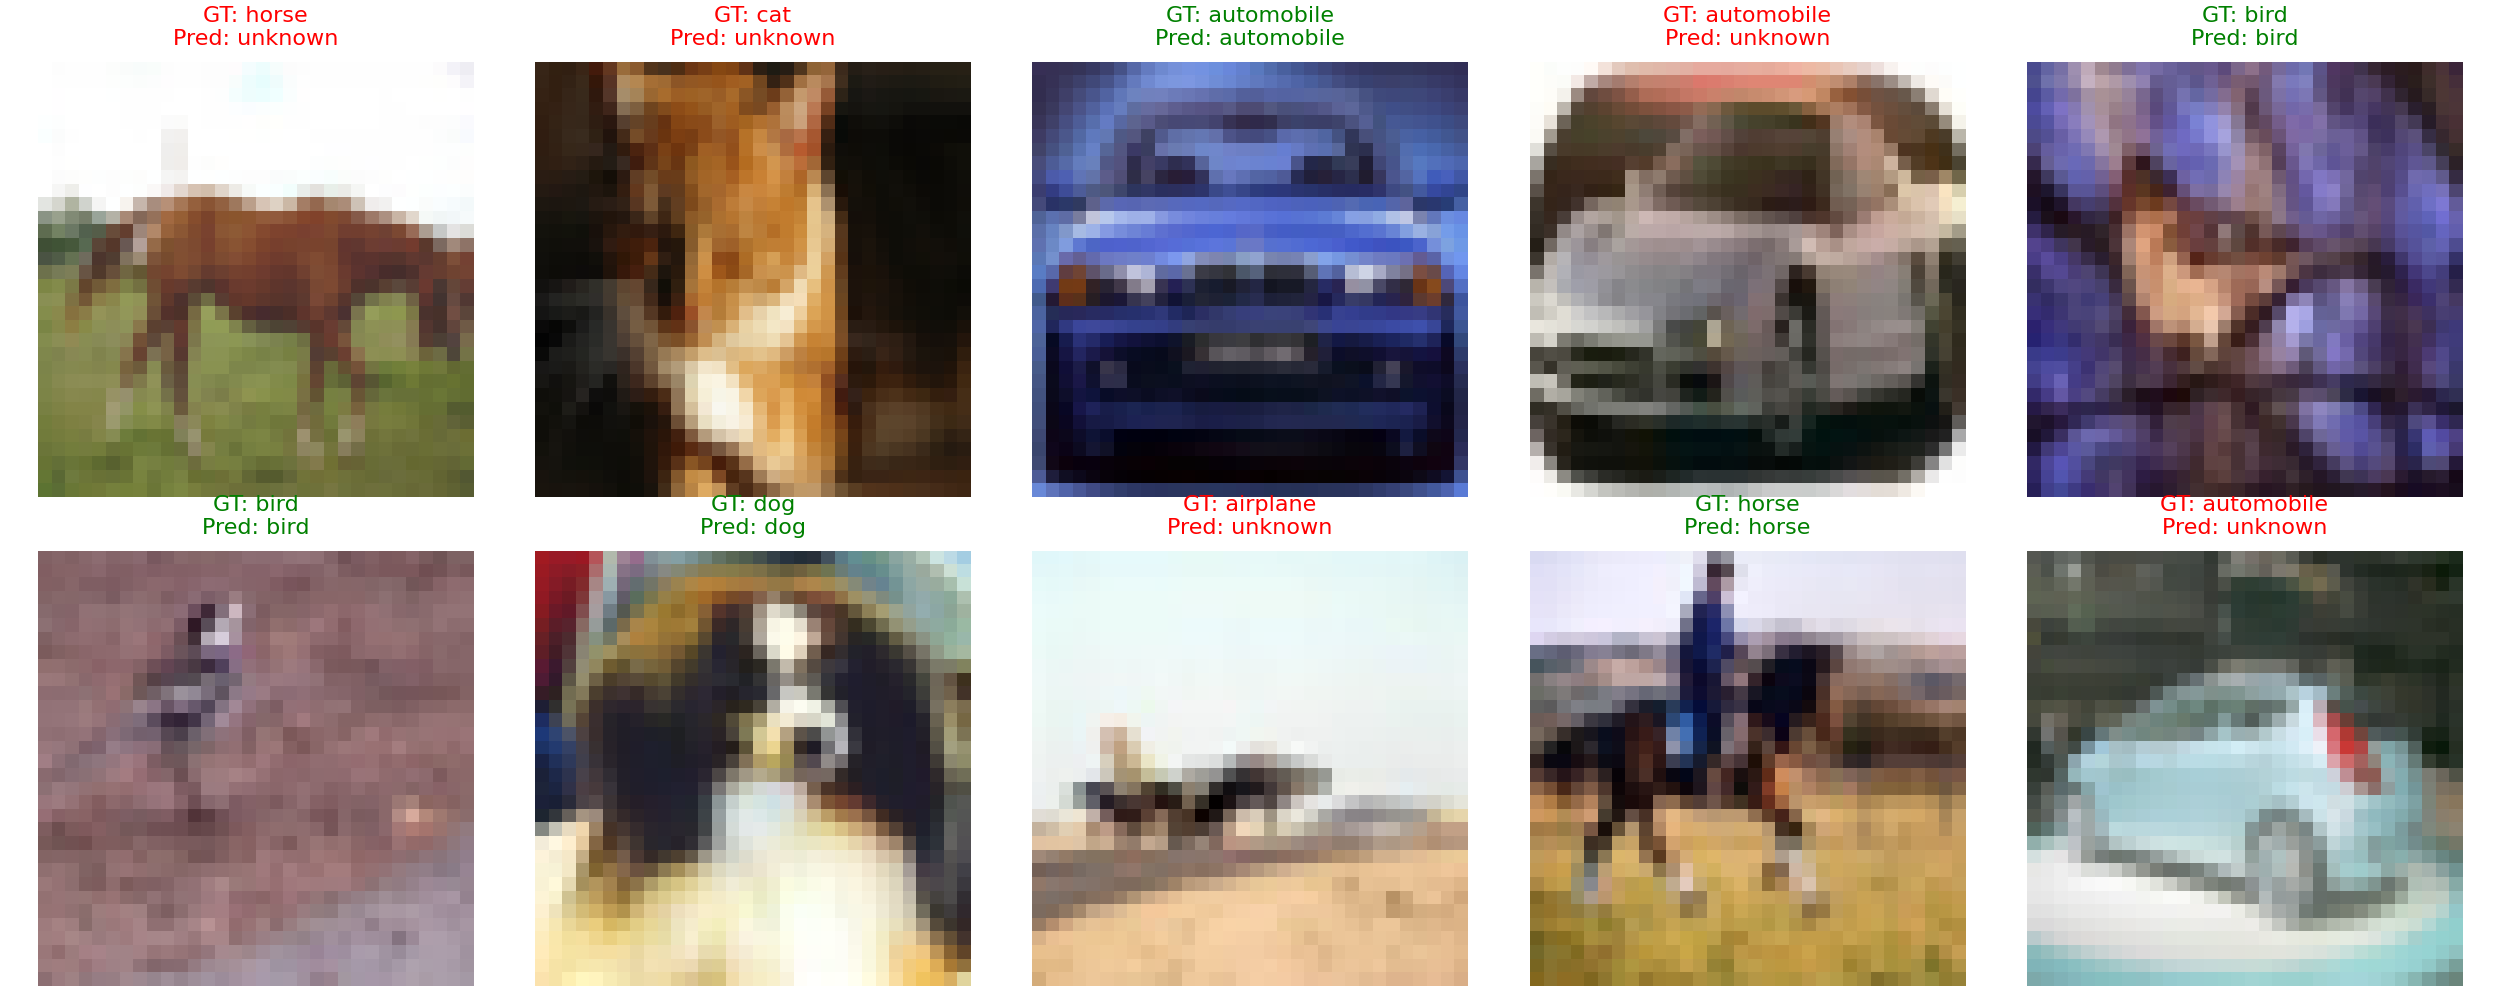 GT: horse
Pred: unknown
GT: cat
Pred: unknown
GT: automobile
Pred: automobile
GT: automobile
Pred: unknown
GT: bird
Pred: bird
GT: bird
Pred: bird
GT: dog
Pred: dog
GT: airplane
Pred: unknown
GT: horse
Pred: horse
GT: automobile
Pred: unknown